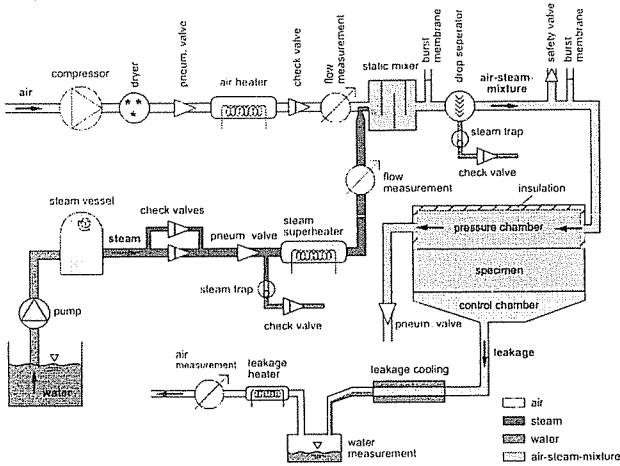 air
compressor
dryer
pneum. valve
air heater
check valve
flow
measurement
static mixer
burst
membrane
drop seperator
air-steam-
mixture
safety valve
burst
membrane
steam trap
check valve
flow
measurement
steam vessel
steam
check valves
pneum. valve
steam
superheater
insulation
pressure chamber
specimen
control chamber
steam trap
check valve
pump
water
pneum. valve
leakage
air
measurement
leakage
heater
leakage cooling
water
measurement
air
steam
water
air-steam-mixture